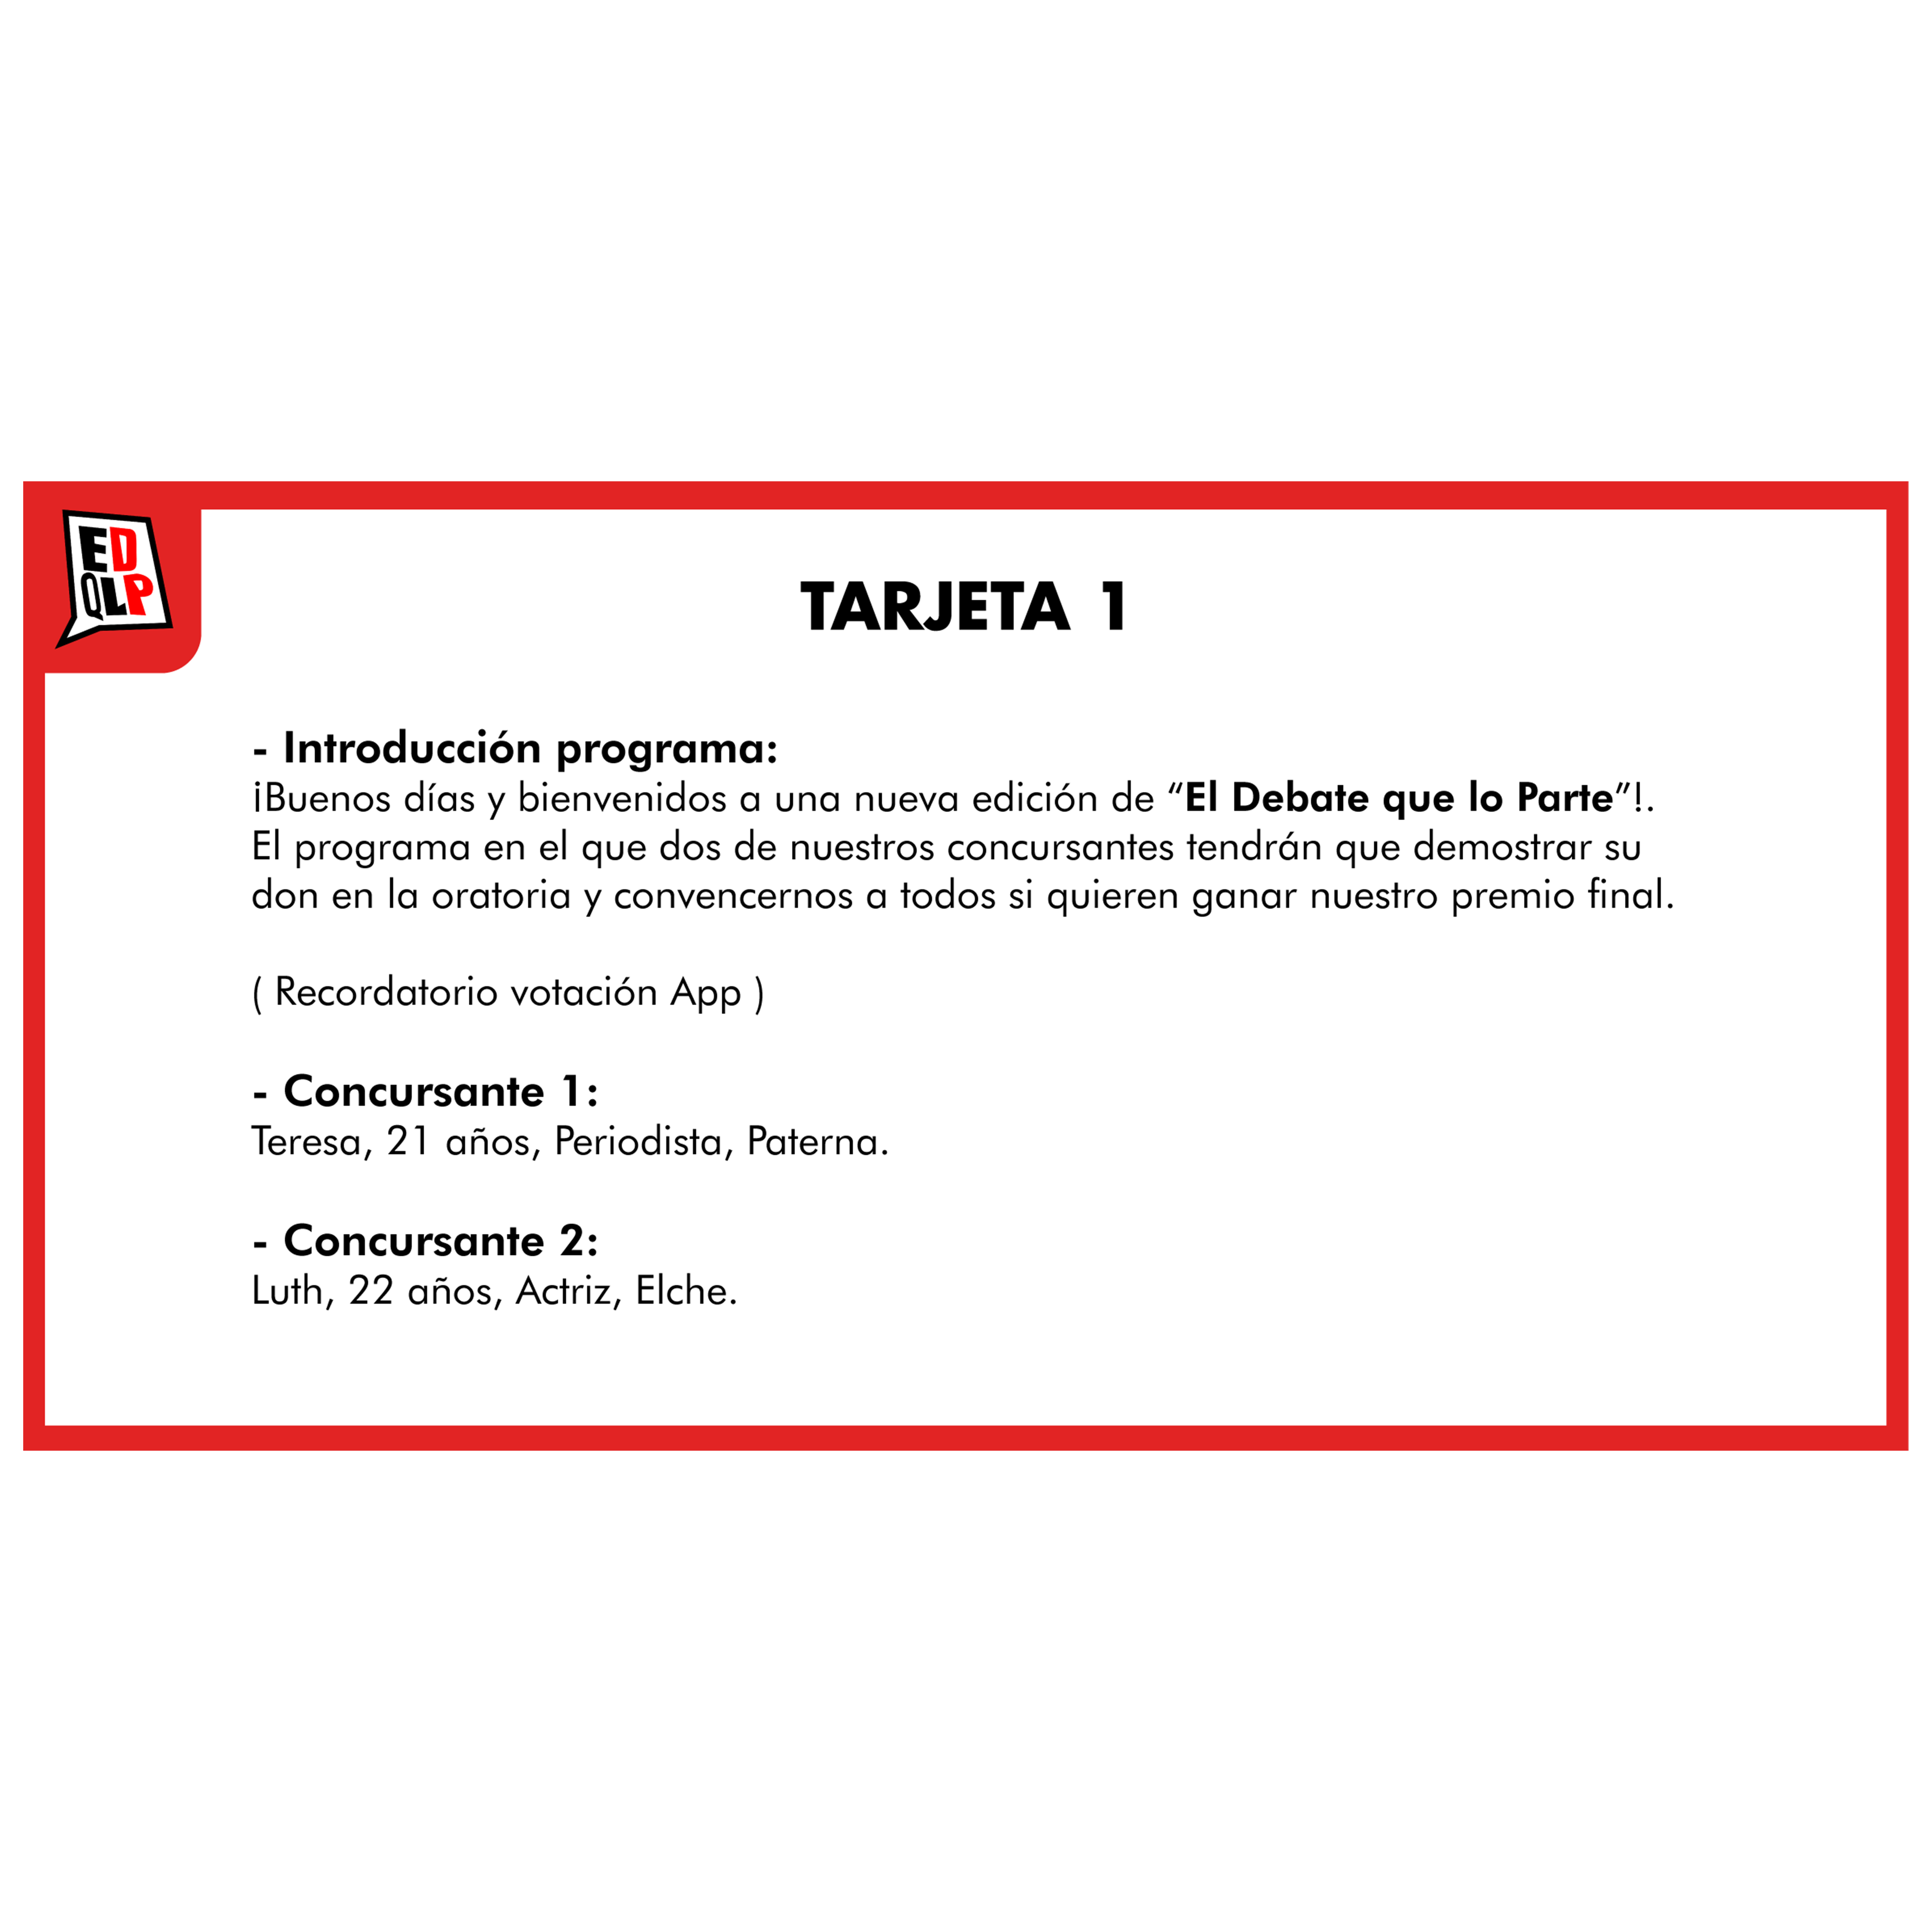 ED
QLP
TARJETA 1
- Introducción programa:
¡Buenos días y bienvenidos a una nueva edición de “El Debate que lo Parte”!.
El programa en el que dos de nuestros concursantes tendrán que demostrar su
don en la oratoria y convencernos a todos si quieren ganar nuestro premio final.
( Recordatorio votación App )
- Concursante 1:
Teresa, 21 años, Periodista, Paterna.
- Concursante 2:
Luth, 22 años, Actriz, Elche.